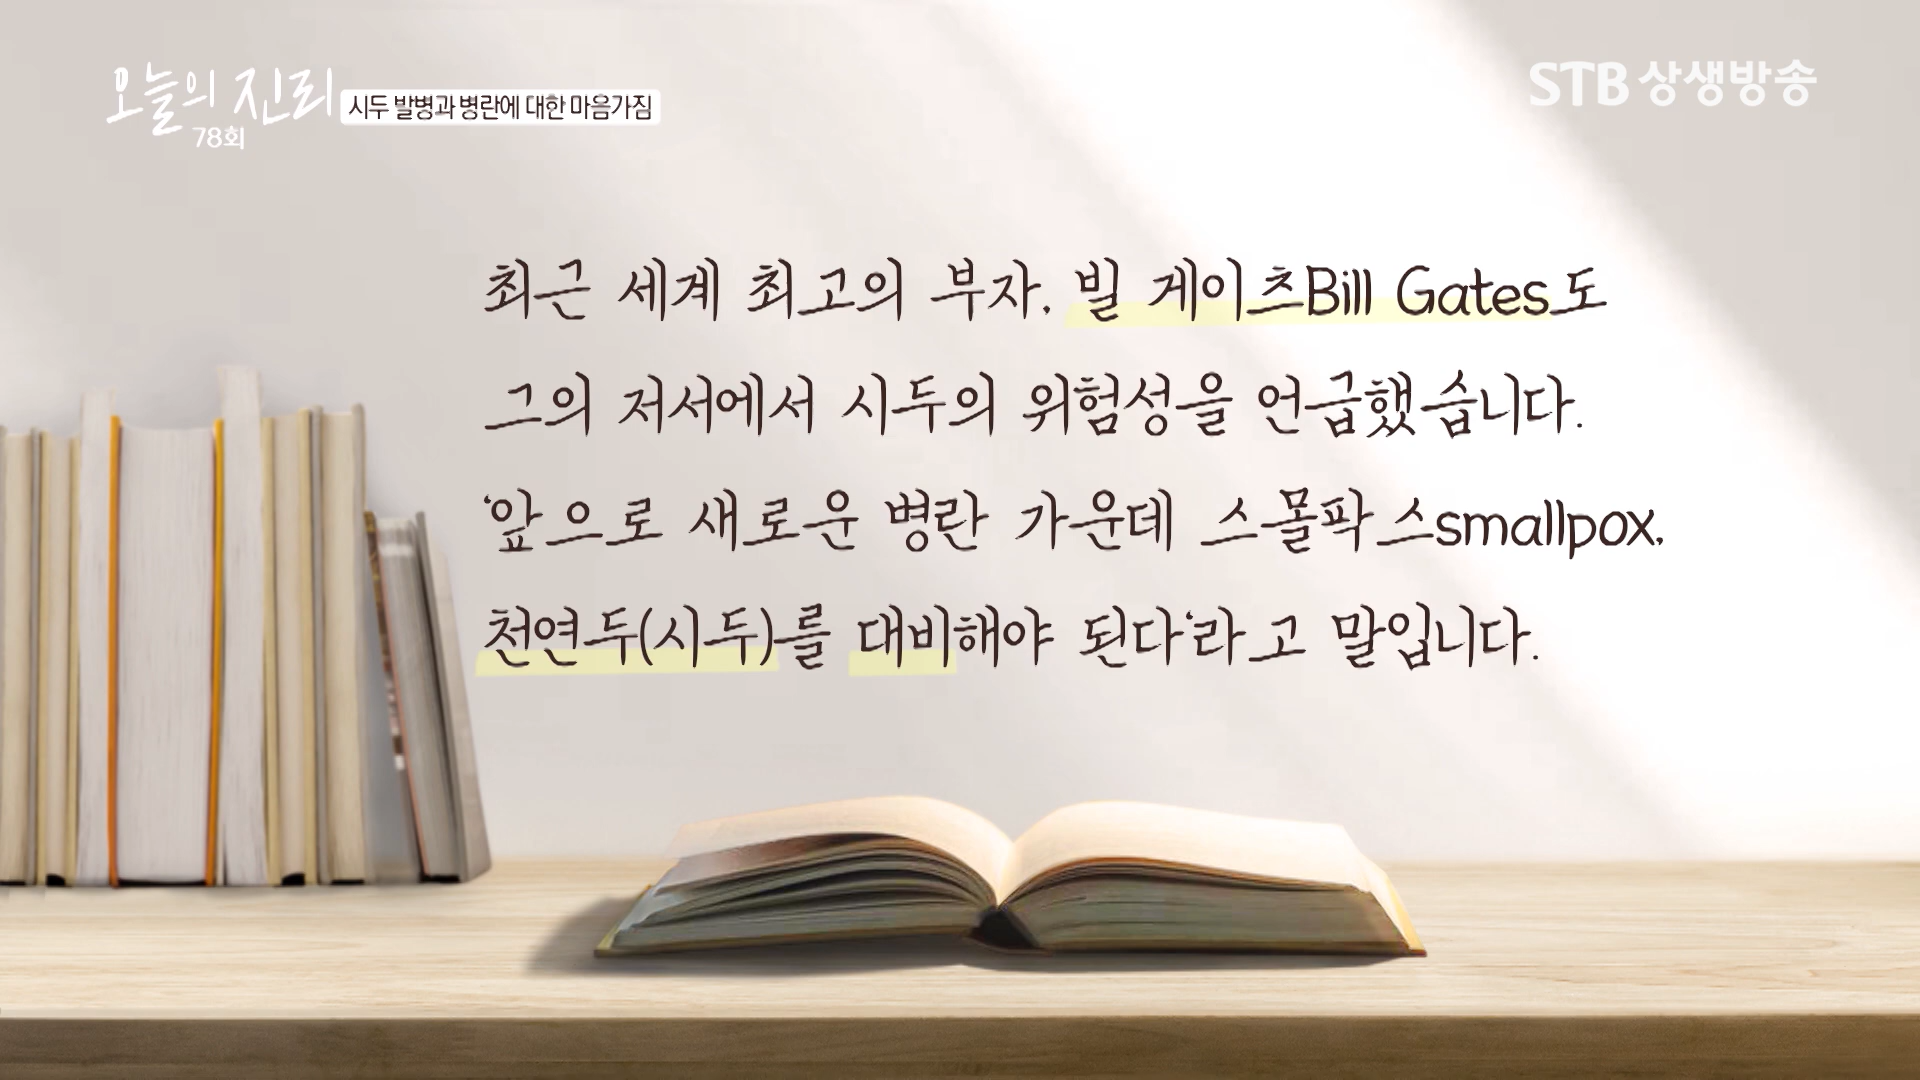 오늘의 진리
78회
시두 발병과 병란에 대한 마음가짐
STB 상생방송
최근 세계 최고의 부자, 빌 게이츠Bill Gates도
그의 저서에서 시두의 위험성을 언급했습니다.
'앞으로 새로운 병란 가운데 스몰팍스smallpox,
천연두(시두)를 대비해야 된다'라고 말입니다.